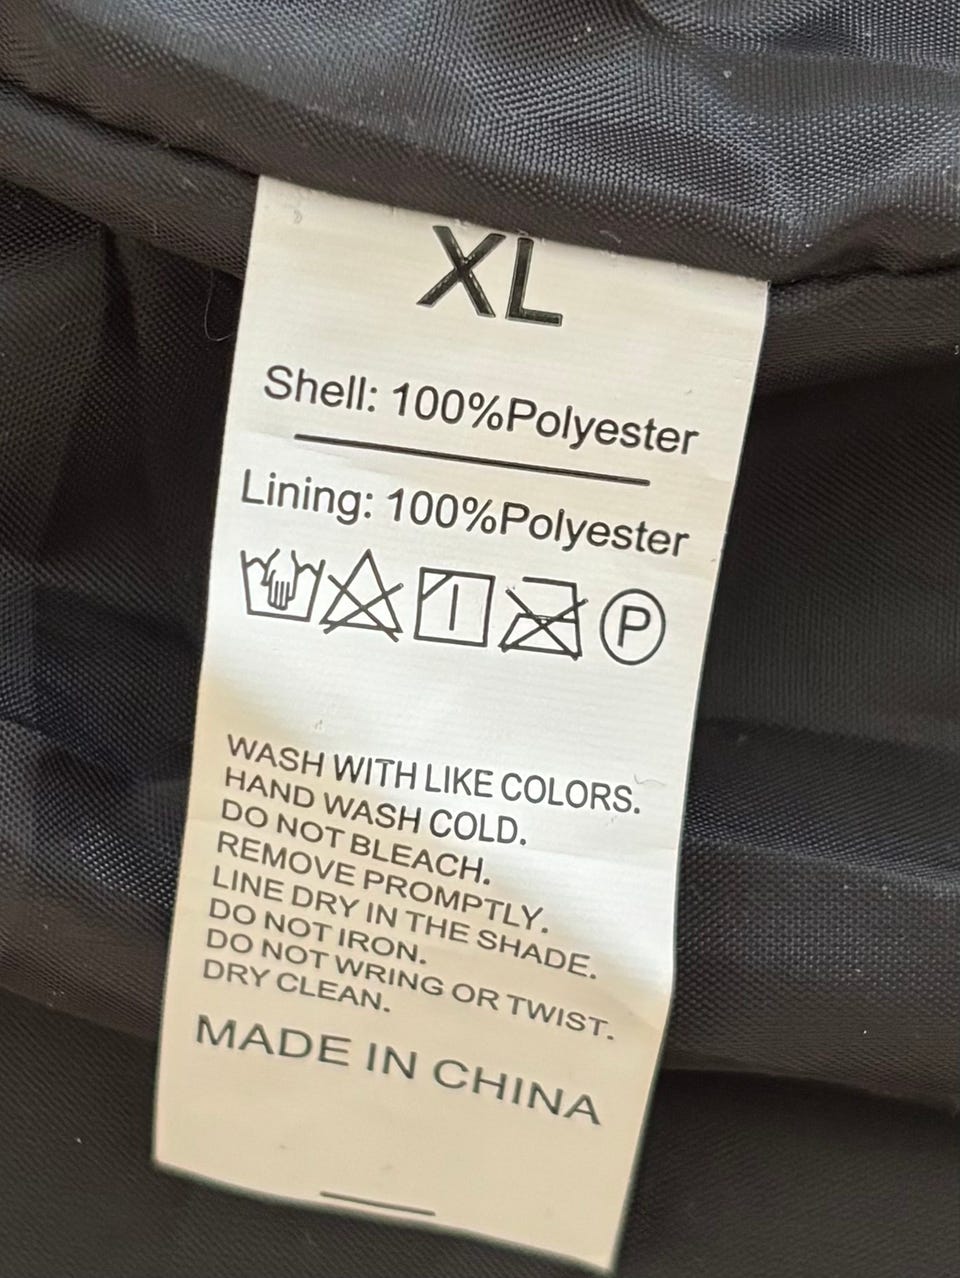 XL
Shell: 100%Polyester
Lining: 100%Polyester
P
WASH WITH LIKE COLORS.
HAND WASH COLD.
DO NOT BLEACH.
REMOVE PROMPTLY.
LINE DRY IN THE SHADE.
DO NOT IRON.
DO NOT WRING OR TWIST.
DRY CLEAN.
MADE IN CHINA